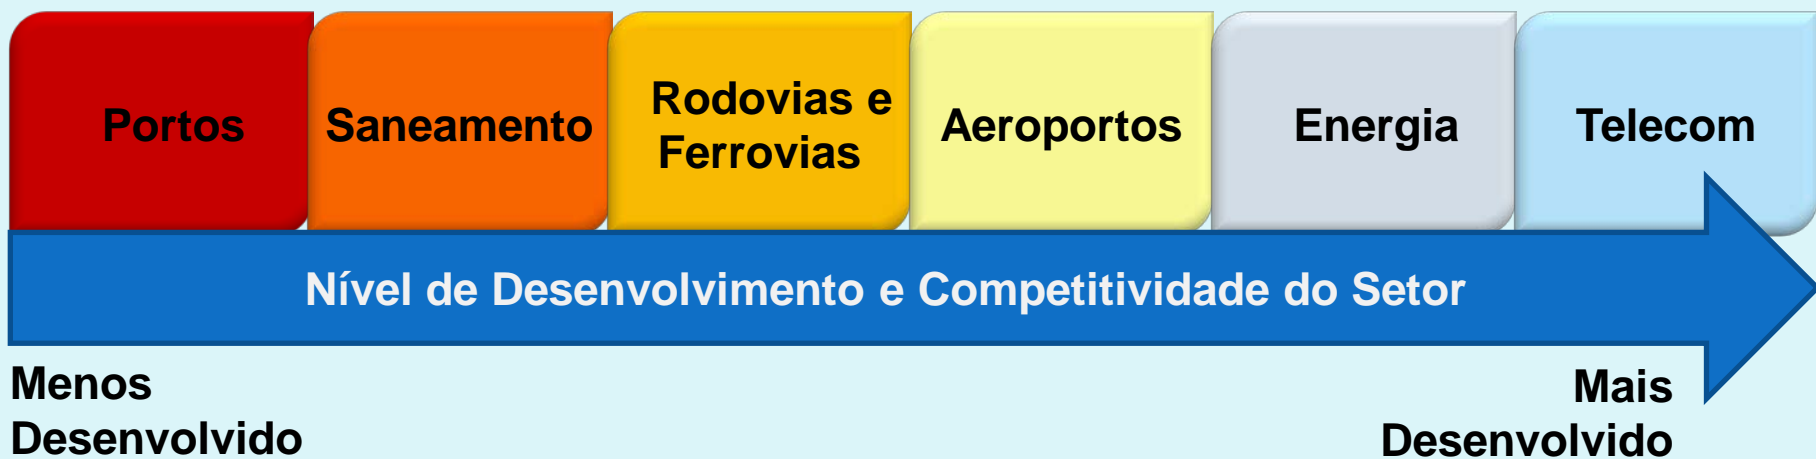 Portos
Saneamento
Rodovias e
Ferrovias
Aeroportos
Energia
Telecom
Nível de Desenvolvimento e Competitividade do Setor
Menos
Desenvolvido
Mais
Desenvolvido